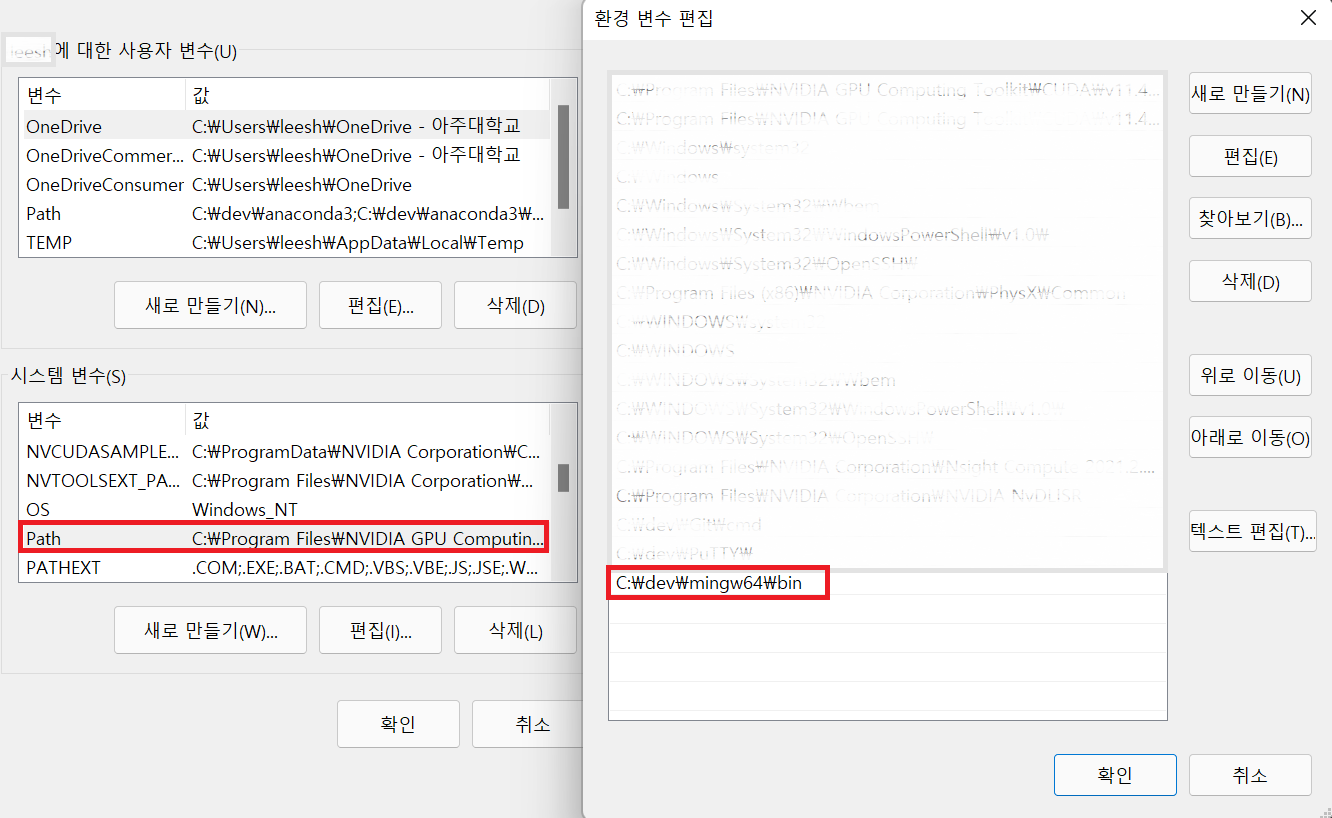 leesh에 대한 사용자 변수(U)
변수 값
OneDrive C:\Users\leesh\OneDrive - 아주대학교
OneDriveCommer... C:\Users\leesh\OneDrive - 아주대학교
OneDriveConsumer C:\Users\leesh\OneDrive
Path C:\dev\anaconda3;C:\dev\anaconda3\...
TEMP C:\Users\leesh\AppData\Local\Temp
새로 만들기(N)... 편집(E)... 삭제(D)
시스템 변수(S)
변수 값
NVCUDASAMPLE... C:\ProgramData\NVIDIA Corporation\C...
NVTOOLSEXT_PA... C:\Program Files\NVIDIA Corporation\...
OS Windows_NT
Path C:\Program Files\NVIDIA GPU Computin...
PATHEXT .COM;.EXE;.BAT;.CMD;.VBS;.VBE;.JS;.JSE;.W...
새로 만들기(W)... 편집(I)... 삭제(L)
확인 취소
환경 변수 편집
C:\Program Files\NVIDIA GPU Computing Toolkit\CUDA\v11.4...
C:\Program Files\NVIDIA GPU Computing
C:\Windows\system32
C:\Windows
C:\Windows\System32\Wbem
C:\Windows\System32\WindowsPowerShell\v1.0\
C:\Windows\System32\OpenSSH\
C:\Program Files (x86)\NVIDIA Corporation\PhysX\Common
C:\WINDOWS\system32
C:\WINDOWS
C:\WINDOWS\System32\Wbem
C:\WINDOWS\System32\WindowsPowerShell\v1.0\
C:\WINDOWS\System32\OpenSSH\
C:\Program Files\NVIDIA Corporation\Nsight Compute 2021.2....
C:\Program Files\NVIDIA Corporation\NVIDIA NvDLISR
C:\dev\Git\cmd
C:\dev\PuTTY\
C:\dev\mingw64\bin
새로 만들기(N)
편집(E)
찾아보기(B)...
삭제(D)
위로 이동(U)
아래로 이동(O)
텍스트 편집(T)...
확인 취소